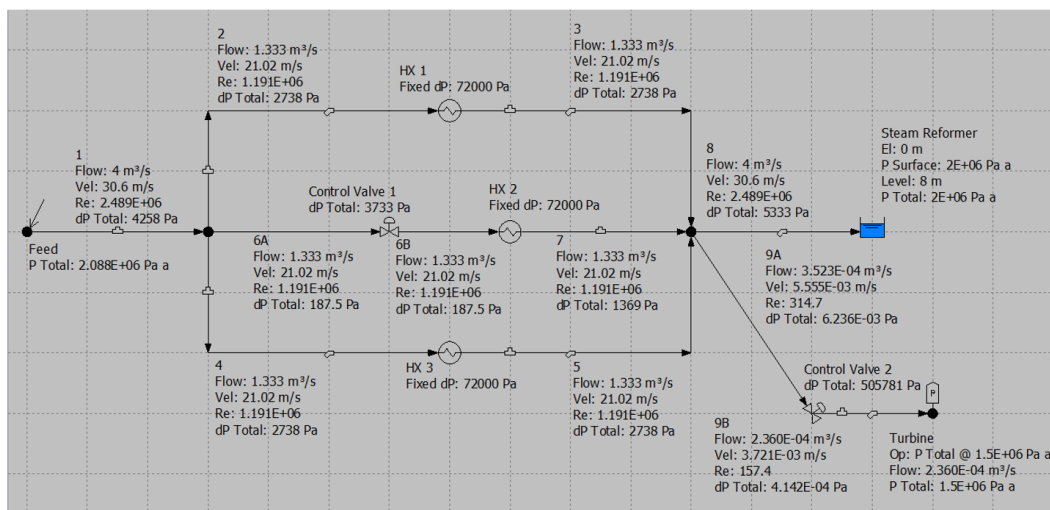 2
Flow: 1.333 m³/s
Vel: 21.02 m/s
Re: 1.191E+06
dP Total: 2738 Pa
HX 1
Fixed dP: 72000 Pa
3
Flow: 1.333 m³/s
Vel: 21.02 m/s
Re: 1.191E+06
dP Total: 2738 Pa
1
Flow: 4 m³/s
Vel: 30.6 m/s
Re: 2.489E+06
dP Total: 4258 Pa
Feed
P Total: 2.088E+06 Pa a
Control Valve 1
dP Total: 3733 Pa
HX 2
Fixed dP: 72000 Pa
8
Flow: 4 m³/s
Vel: 30.6 m/s
Re: 2.489E+06
dP Total: 5333 Pa
Steam Reformer
El: 0 m
P Surface: 2E+06 Pa a
Level: 8 m
P Total: 2E+06 Pa a
6A
Flow: 1.333 m³/s
Vel: 21.02 m/s
Re: 1.191E+06
dP Total: 187.5 Pa
6B
Flow: 1.333 m³/s
Vel: 21.02 m/s
Re: 1.191E+06
dP Total: 187.5 Pa
7
Flow: 1.333 m³/s
Vel: 21.02 m/s
Re: 1.191E+06
dP Total: 1369 Pa
9A
Flow: 3.523E-04 m³/s
Vel: 5.555E-03 m/s
Re: 314.7
dP Total: 6.236E-03 Pa
4
Flow: 1.333 m³/s
Vel: 21.02 m/s
Re: 1.191E+06
dP Total: 2738 Pa
HX 3
Fixed dP: 72000 Pa
5
Flow: 1.333 m³/s
Vel: 21.02 m/s
Re: 1.191E+06
dP Total: 2738 Pa
Control Valve 2
dP Total: 505781 Pa
P
9B
Flow: 2.360E-04 m³/s
Vel: 3.721E-03 m/s
Re: 157.4
dP Total: 4.142E-04 Pa
Turbine
Op: P Total @ 1.5E+06 Pa a
Flow: 2.360E-04 m³/s
P Total: 1.5E+06 Pa a